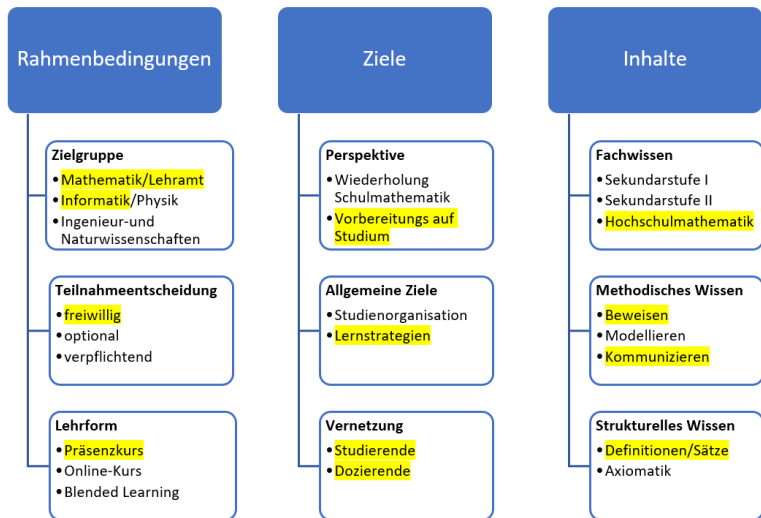 Rahmenbedingungen
Zielgruppe
•Mathematik/Lehramt
•Informatik/Physik
•Ingenieur-und
Naturwissenschaften
Teilnahmeentscheidung
•freiwillig
•optional
•verpflichtend
Lehrform
•Präsenzkurs
•Online-Kurs
•Blended Learning
Ziele
Perspektive
•Wiederholung
Schulmathematik
•Vorbereitungs auf
Studium
Allgemeine Ziele
•Studienorganisation
•Lernstrategien
Vernetzung
•Studierende
•Dozierende
Inhalte
Fachwissen
•Sekundarstufe I
•Sekundarstufe II
•Hochschulmathematik
Methodisches Wissen
•Beweisen
•Modellieren
•Kommunizieren
Strukturelles Wissen
•Definitionen/Sätze
•Axiomatik